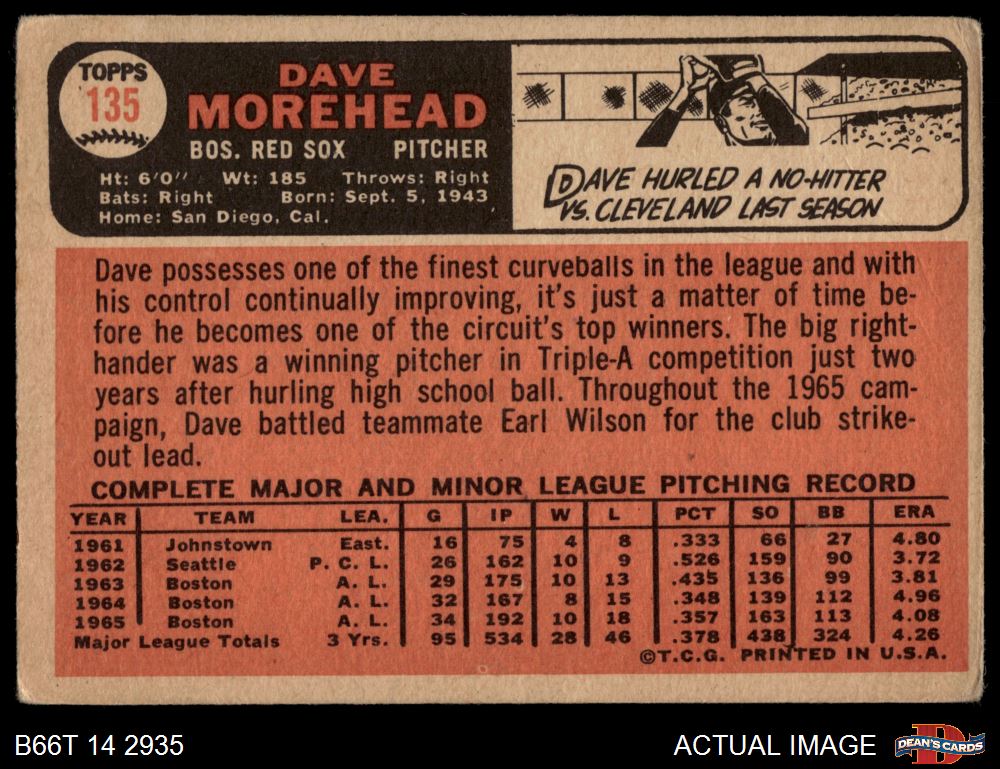 TOPPS
135
DAVE
MOREHEAD
BOS. RED SOX PITCHER
Ht: 6'0" Wt: 185 Throws: Right
Bats: Right Born: Sept. 5, 1943
Home: San Diego, Cal.
DAVE HURLED A NO-HITTER
VS. CLEVELAND LAST SEASON
Dave possesses one of the finest curveballs in the league and with
his control continually improving, it's just a matter of time be-
fore he becomes one of the circuit's top winners. The big right-
hander was a winning pitcher in Triple-A competition just two
years after hurling high school ball. Throughout the 1965 cam-
paign, Dave battled teammate Earl Wilson for the club strike-
out lead.
COMPLETE MAJOR AND MINOR LEAGUE PITCHING RECORD
YEAR TEAM LEA. G IP W L PCT SO BB ERA
1961 Johnstown East. 16 75 4 8 .333 66 27 4.80
1962 Seattle P. C. L. 26 162 10 9 .526 159 90 3.72
1963 Boston A. L. 29 175 10 13 .435 136 99 3.81
1964 Boston A. L. 32 167 8 15 .348 139 112 4.96
1965 Boston A. L. 34 192 10 18 .357 163 113 4.08
Major League Totals 3 Yrs. 95 534 28 46 .378 438 324 4.26
©T.C.G. PRINTED IN U.S.A.
B66T 14 2935
ACTUAL IMAGE
D
DEAN'S CARDS